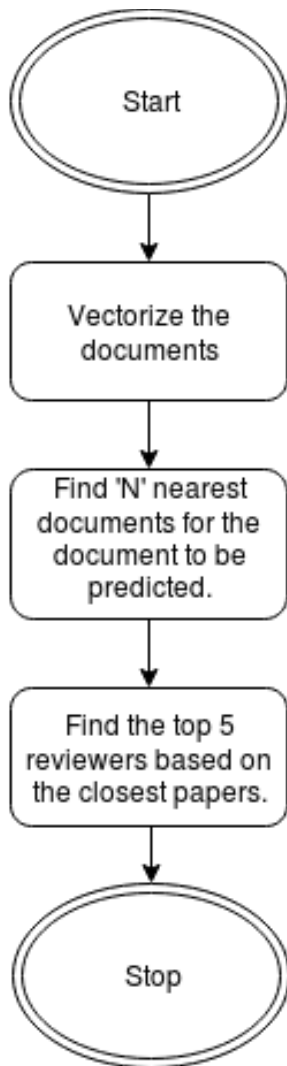 Start
Vectorize the
documents
Find 'N' nearest
documents for the
document to be
predicted.
Find the top 5
reviewers based on
the closest papers.
Stop